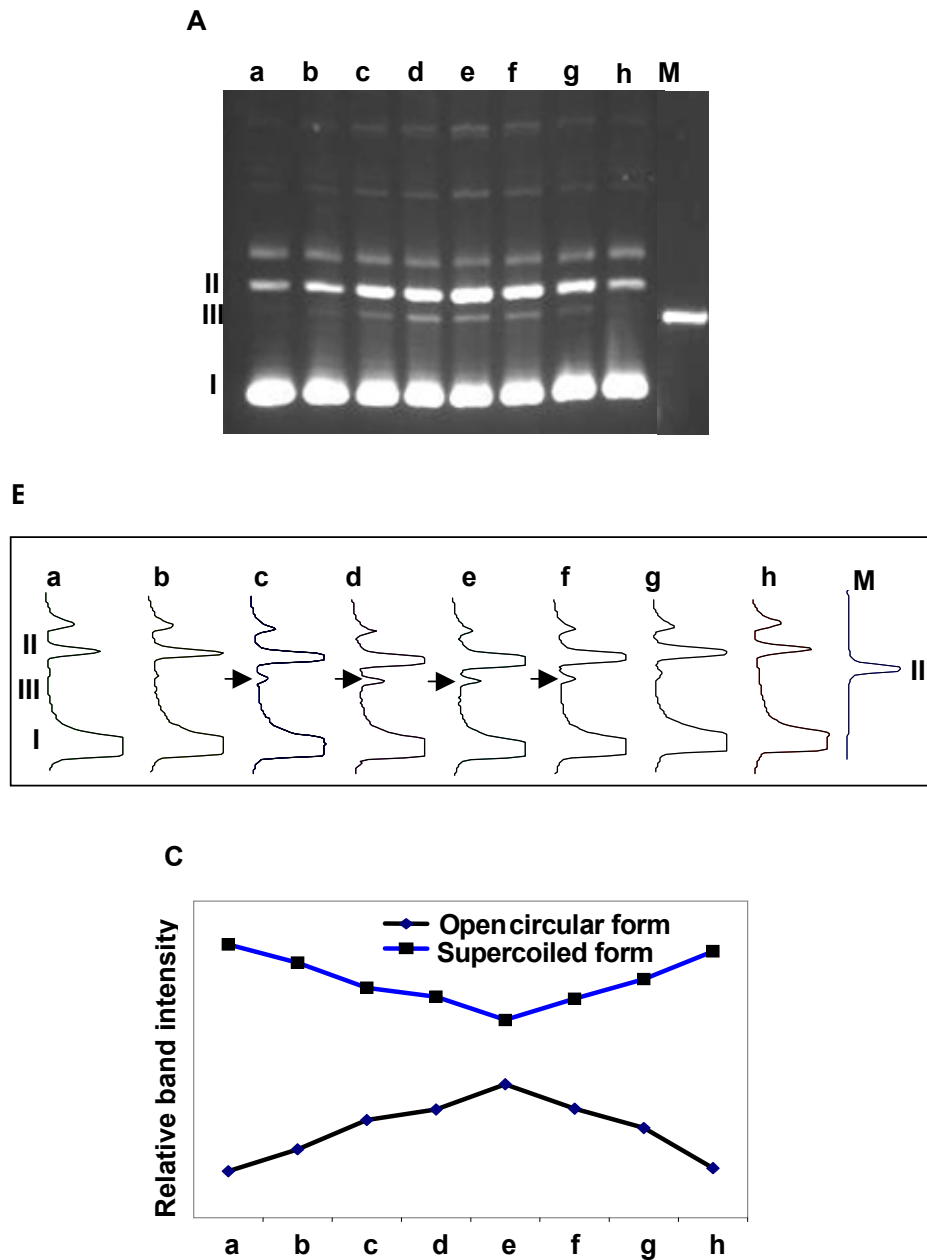 A
a b c d e f g h M
II
III
I
E
a b c d e f g h M
II
III
II
I
C
Open circular form
Supercoiled form
Relative band intensity
a b c d e f g h